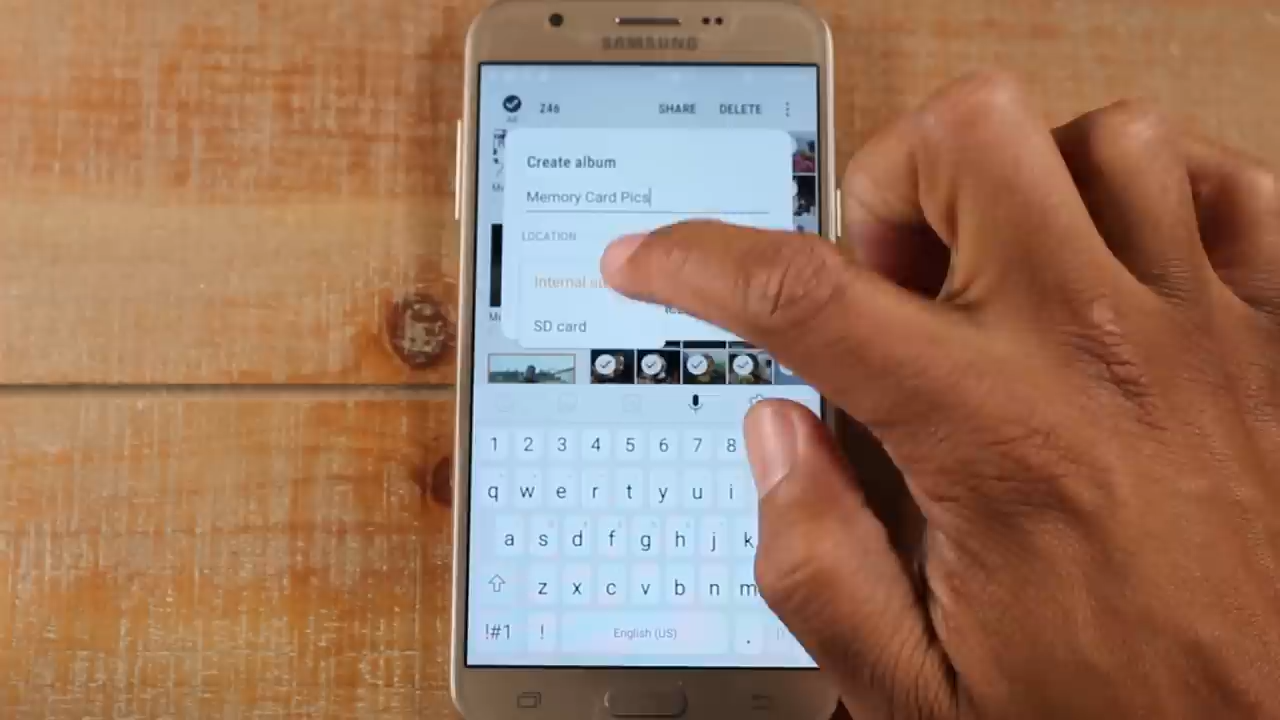 SAMSUNG
246 SHARE DELETE
Create album
Memory Card Pics
LOCATION
Internal
SD card
1 2 3 4 5 6 7 8
q w e r t y u i
a s d f g h j k
z x c v b n m
!#1 ! English (US) .